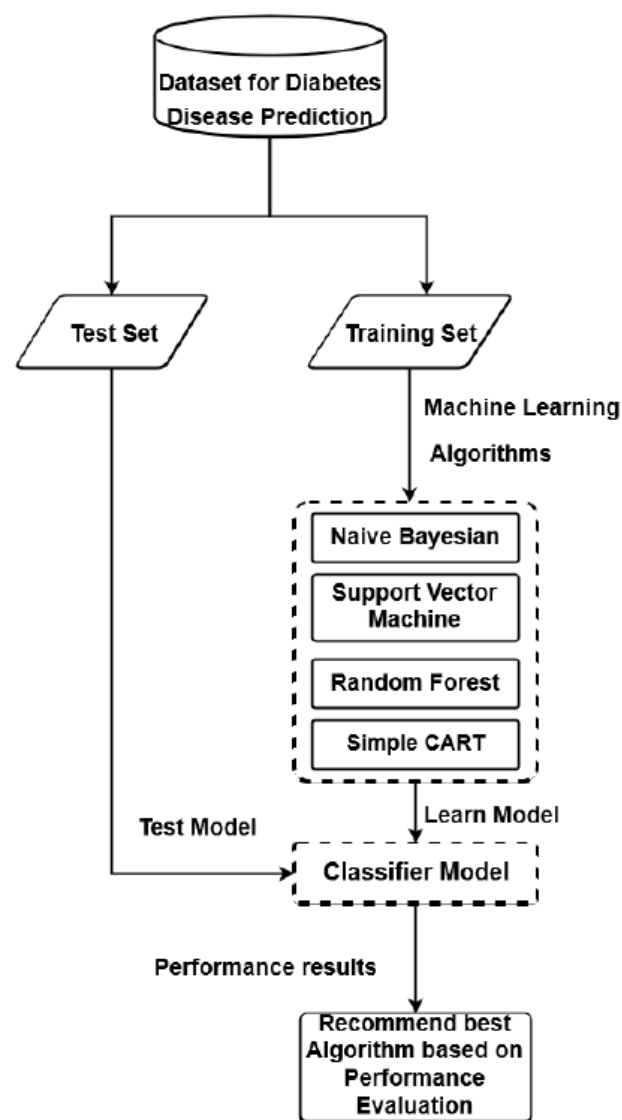 Dataset for Diabetes
Disease Prediction
Test Set
Training Set
Machine Learning
Algorithms
Naive Bayesian
Support Vector
Machine
Random Forest
Simple CART
Learn Model
Test Model
Classifier Model
Performance results
Recommend best
Algorithm based on
Performance
Evaluation